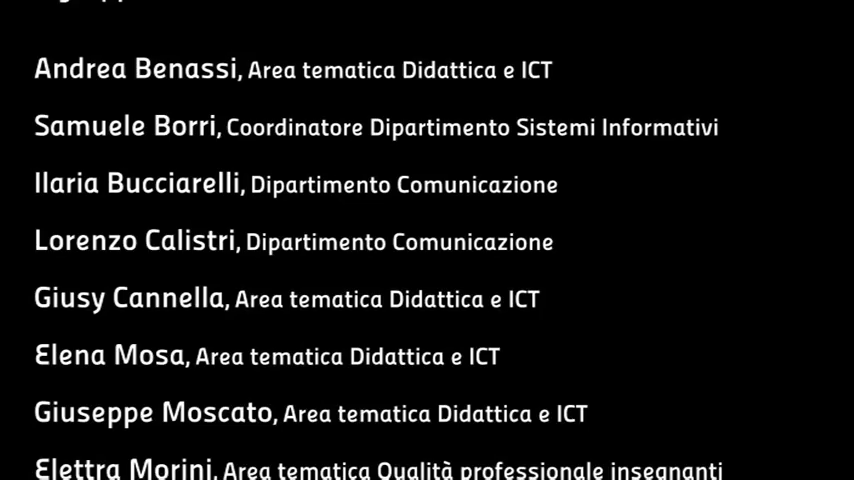 Andrea Benassi, Area tematica Didattica e ICT
Samuele Borri, Coordinatore Dipartimento Sistemi Informativi
Ilaria Bucciarelli, Dipartimento Comunicazione
Lorenzo Calistri, Dipartimento Comunicazione
Giusy Cannella, Area tematica Didattica e ICT
Elena Mosa, Area tematica Didattica e ICT
Giuseppe Moscato, Area tematica Didattica e ICT
Elettra Morini, Area tematica Qualità professionale insegnanti